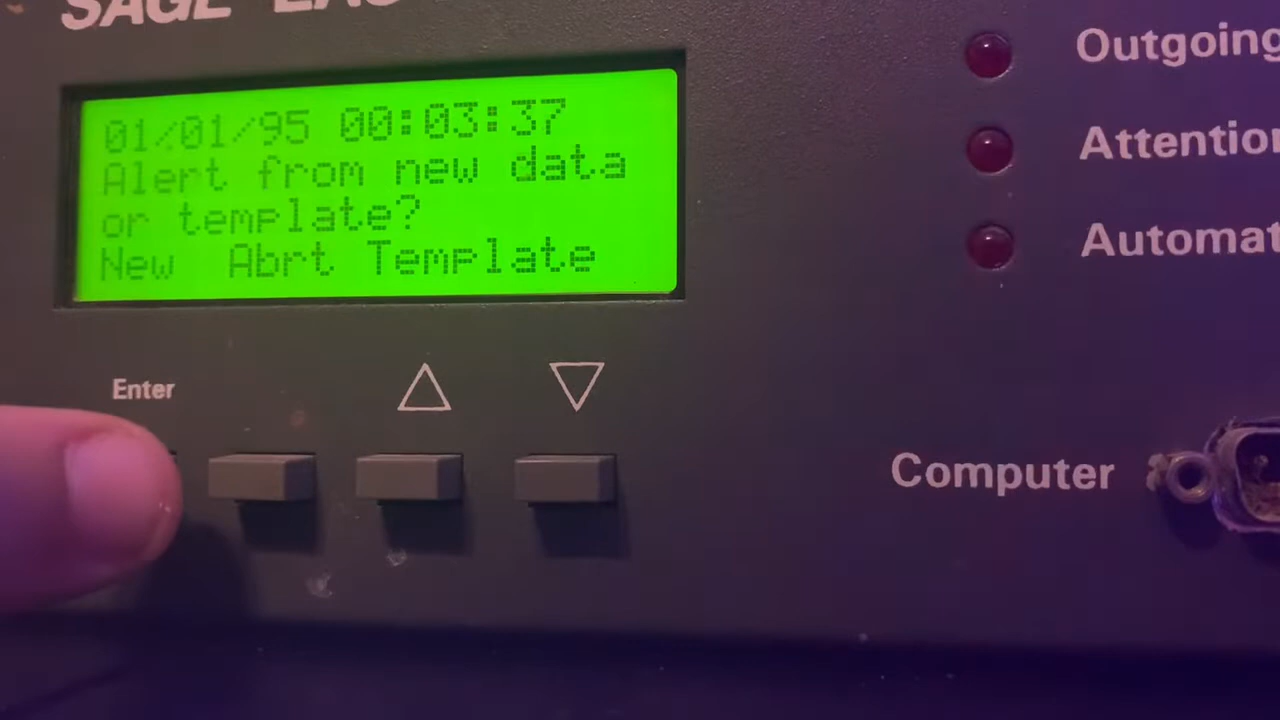 SAGE
01/01/95 00:03:37
Alert from new data
or template?
New Abrt Template
Enter
Outgoing
Attentio
Automat
Computer